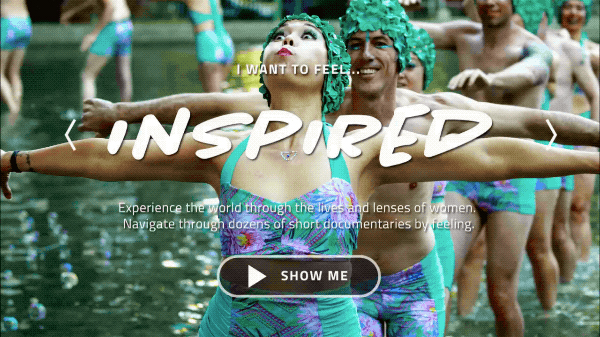 I WANT TO FEEL...
INSPIRED
Experience the world through the lives and lenses of women.
Navigate through dozens of short documentaries by feeling.
SHOW ME